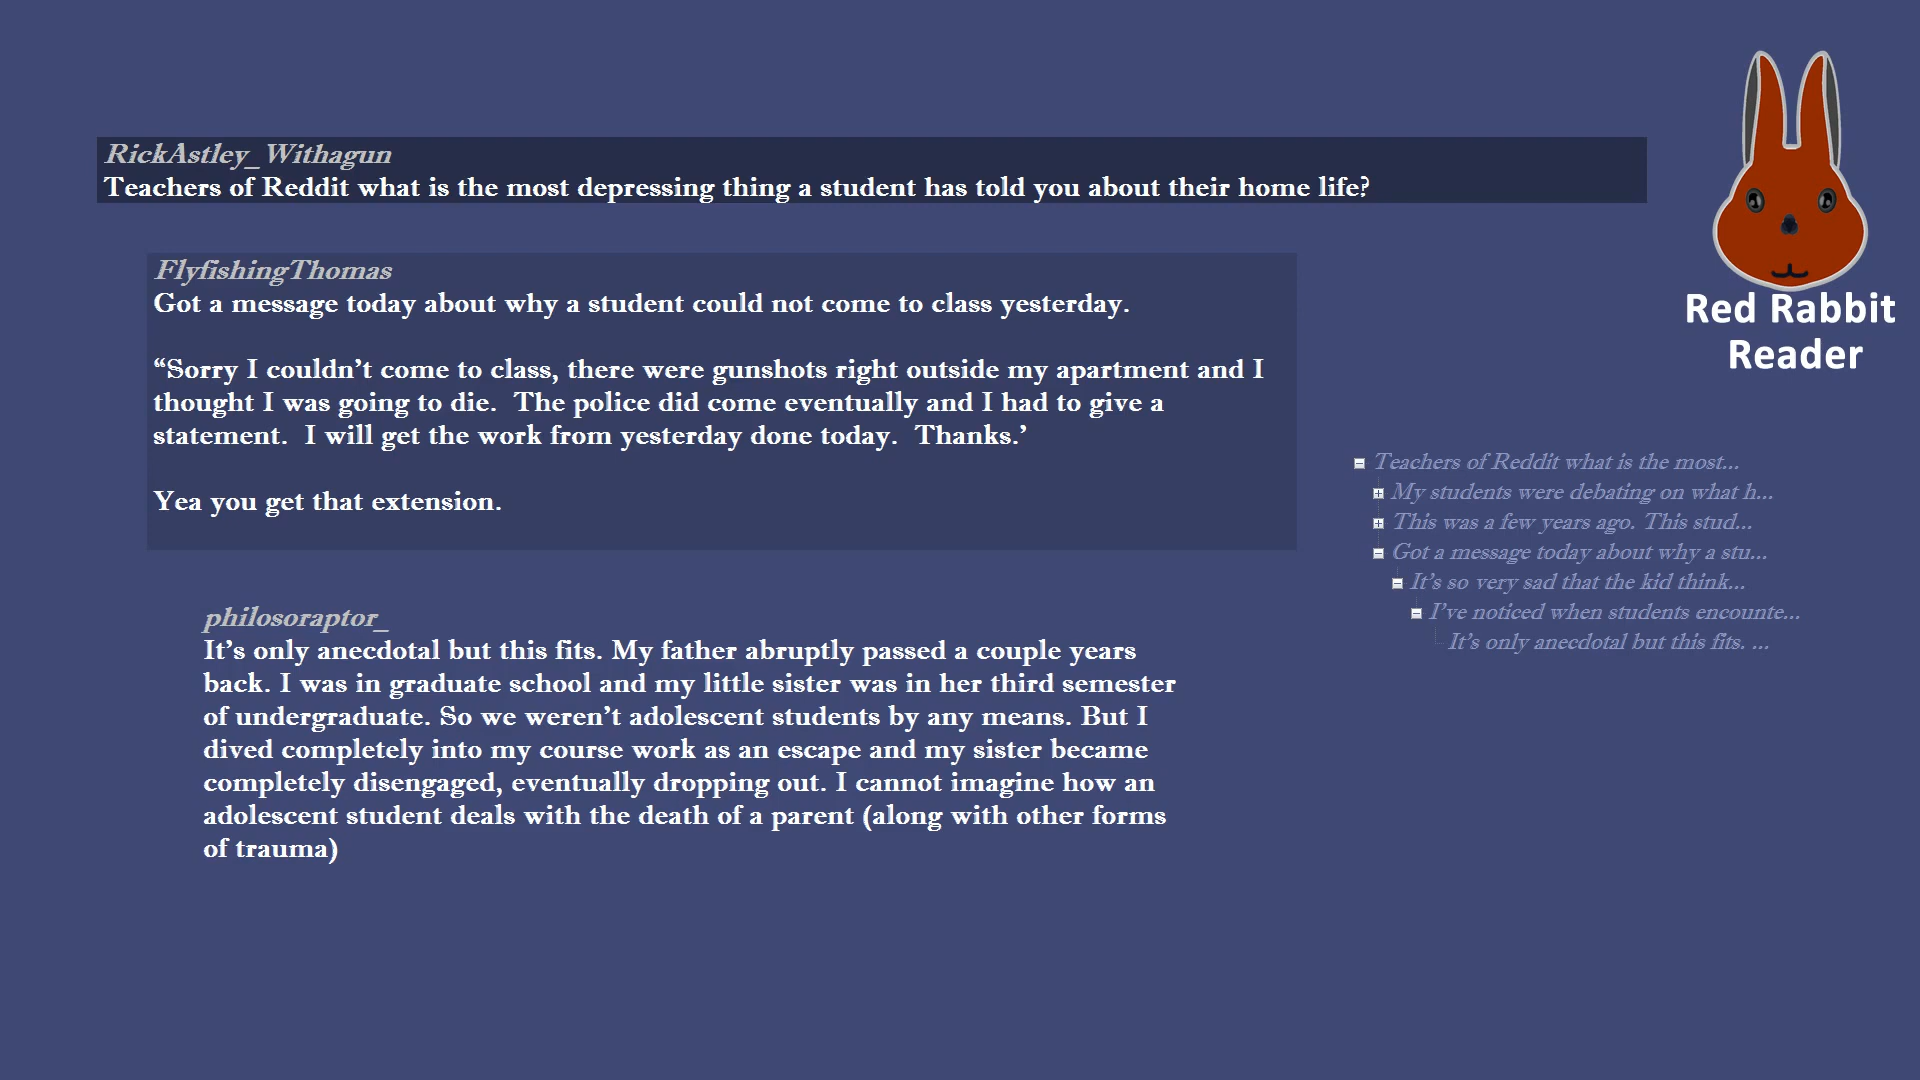 RickAstley_Withagun
Teachers of Reddit what is the most depressing thing a student has told you about their home life?
FlyfishingThomas
Got a message today about why a student could not come to class yesterday.
“Sorry I couldn’t come to class, there were gunshots right outside my apartment and I
thought I was going to die.  The police did come eventually and I had to give a
statement.  I will get the work from yesterday done today.  Thanks.’
Yea you get that extension.
philosoraptor_
It’s only anecdotal but this fits. My father abruptly passed a couple years
back. I was in graduate school and my little sister was in her third semester
of undergraduate. So we weren’t adolescent students by any means. But I
dived completely into my course work as an escape and my sister became
completely disengaged, eventually dropping out. I cannot imagine how an
adolescent student deals with the death of a parent (along with other forms
of trauma)
Red Rabbit
Reader
Teachers of Reddit what is the most...
My students were debating on what h...
This was a few years ago. This stud...
Got a message today about why a stu...
It’s so very sad that the kid think...
I’ve noticed when students encounte...
It’s only anecdotal but this fits. ...